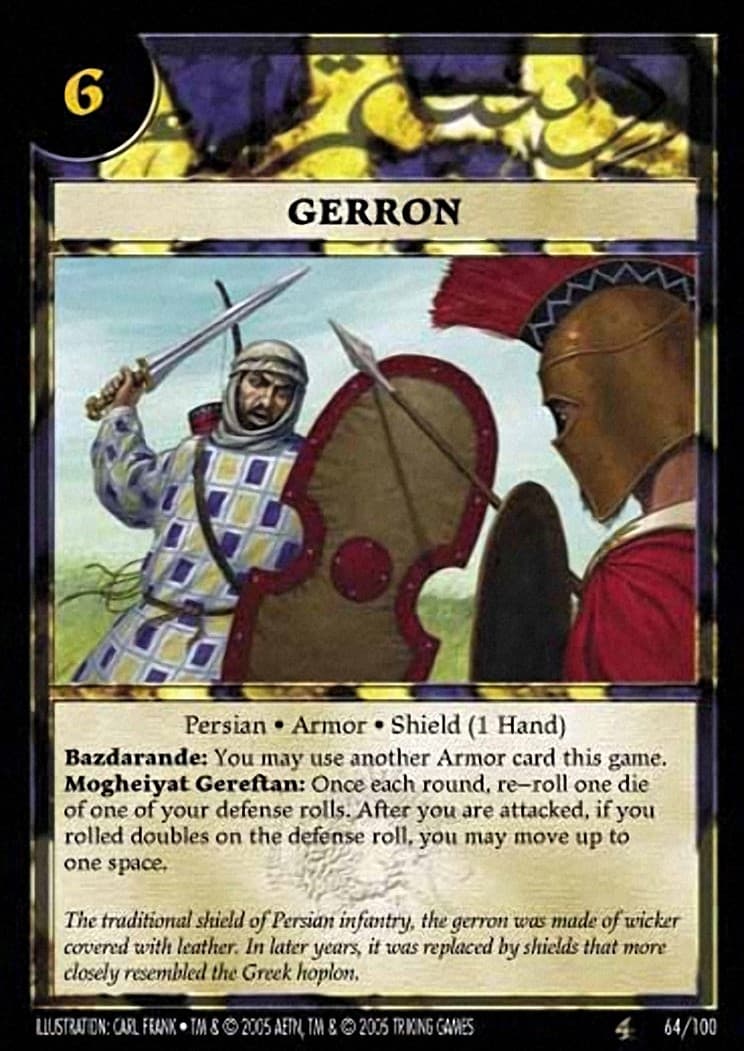 6
GERRON
Persian • Armor • Shield (1 Hand)
Bazdarande: You may use another Armor card this game.
Mogheiyat Gereftan: Once each round, re-roll one die
of one of your defense rolls. After you are attacked, if you
rolled doubles on the defense roll, you may move up to
one space.
The traditional shield of Persian infantry, the gerron was made of wicker
covered with leather. In later years, it was replaced by shields that more
closely resembled the Greek hoplon.
ILLUSTRATION: CARL FRANK • TM & © 2005 AETN, TM & © 2005 TRIKING GAMES 4 64/100